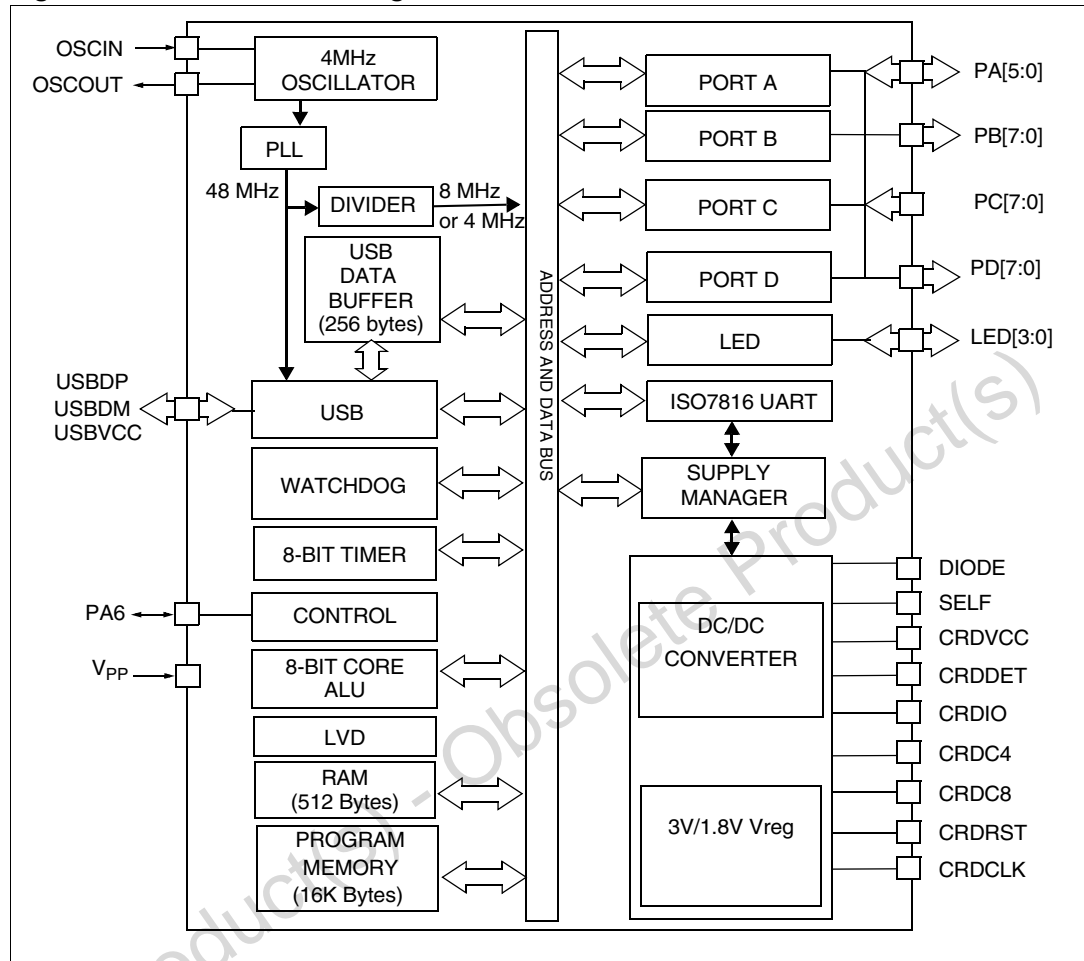 OSCIN
OSCOUT
4MHz
OSCILLATOR
PLL
48 MHz
DIVIDER
8 MHz
or 4 MHz
USB
DATA
BUFFER
(256 bytes)
USBDP
USBDM
USBVCC
USB
WATCHDOG
8-BIT TIMER
PA6
CONTROL
VPP
8-BIT CORE
ALU
LVD
RAM
(512 Bytes)
PROGRAM
MEMORY
(16K Bytes)
ADDRESS AND DATA BUS
PORT A
PA[5:0]
PORT B
PB[7:0]
PORT C
PC[7:0]
PORT D
PD[7:0]
LED
LED[3:0]
ISO7816 UART
SUPPLY
MANAGER
DC/DC
CONVERTER
3V/1.8V Vreg
DIODE
SELF
CRDVCC
CRDDET
CRDIO
CRDC4
CRDC8
CRDRST
CRDCLK
oduct(s) - Obsolete Product(s)